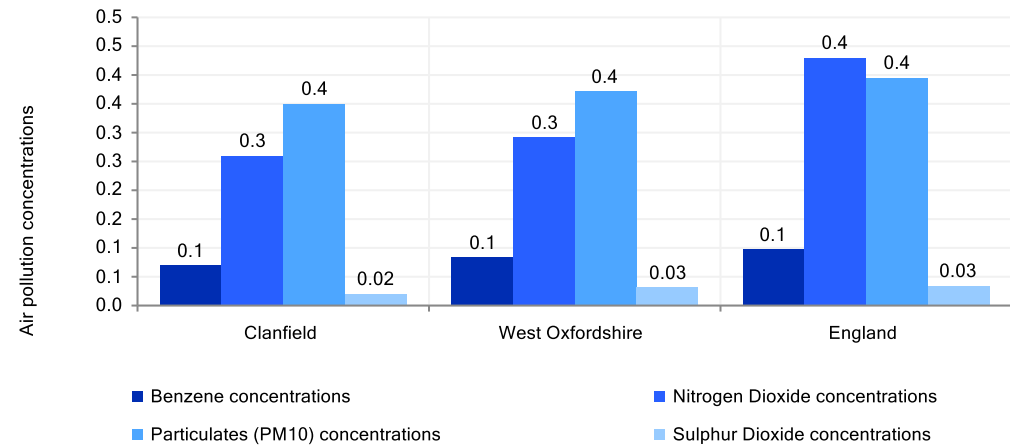 Air pollution concentrations
0.5
0.5
0.4
0.4
0.3
0.3
0.2
0.2
0.1
0.1
0.0
0.1
0.3
0.4
0.02
0.1
0.3
0.4
0.03
0.1
0.4
0.4
0.03
Clanfield
West Oxfordshire
England
Benzene concentrations
Nitrogen Dioxide concentrations
Particulates (PM10) concentrations
Sulphur Dioxide concentrations